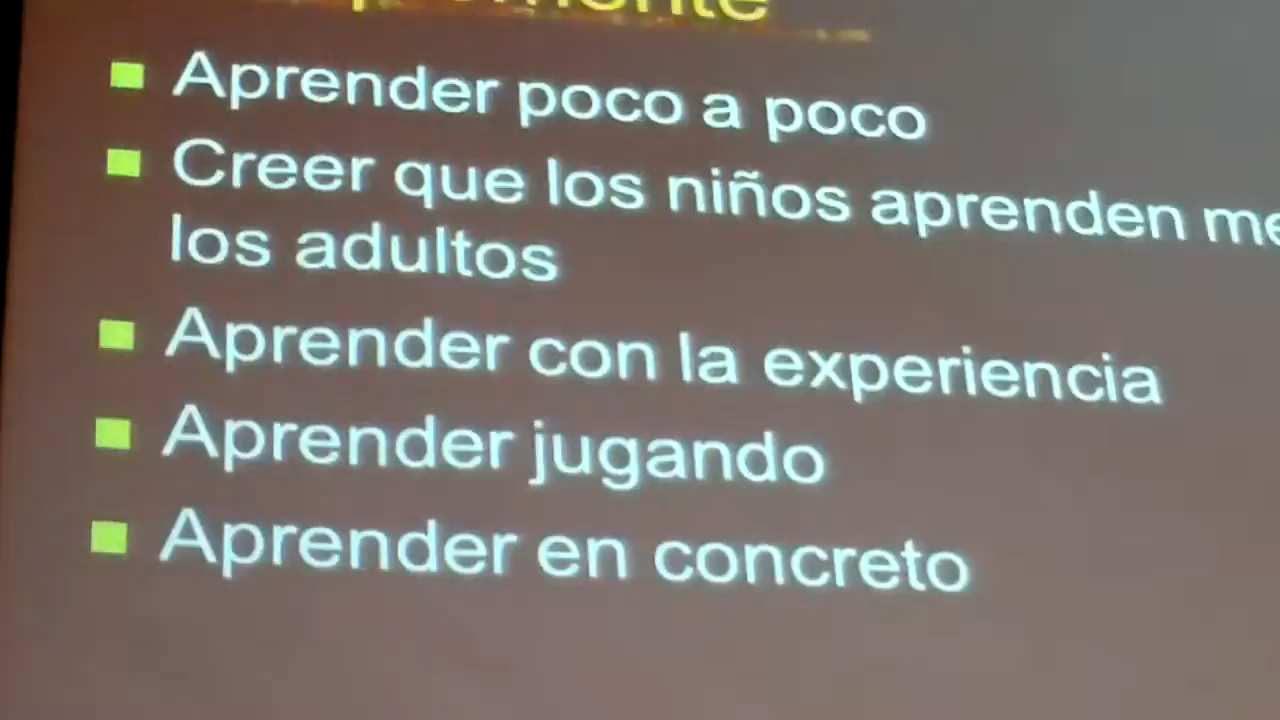 Aprender poco a poco
Creer que los niños aprenden
los adultos
Aprender con la experiencia
Aprender jugando
Aprender en concreto